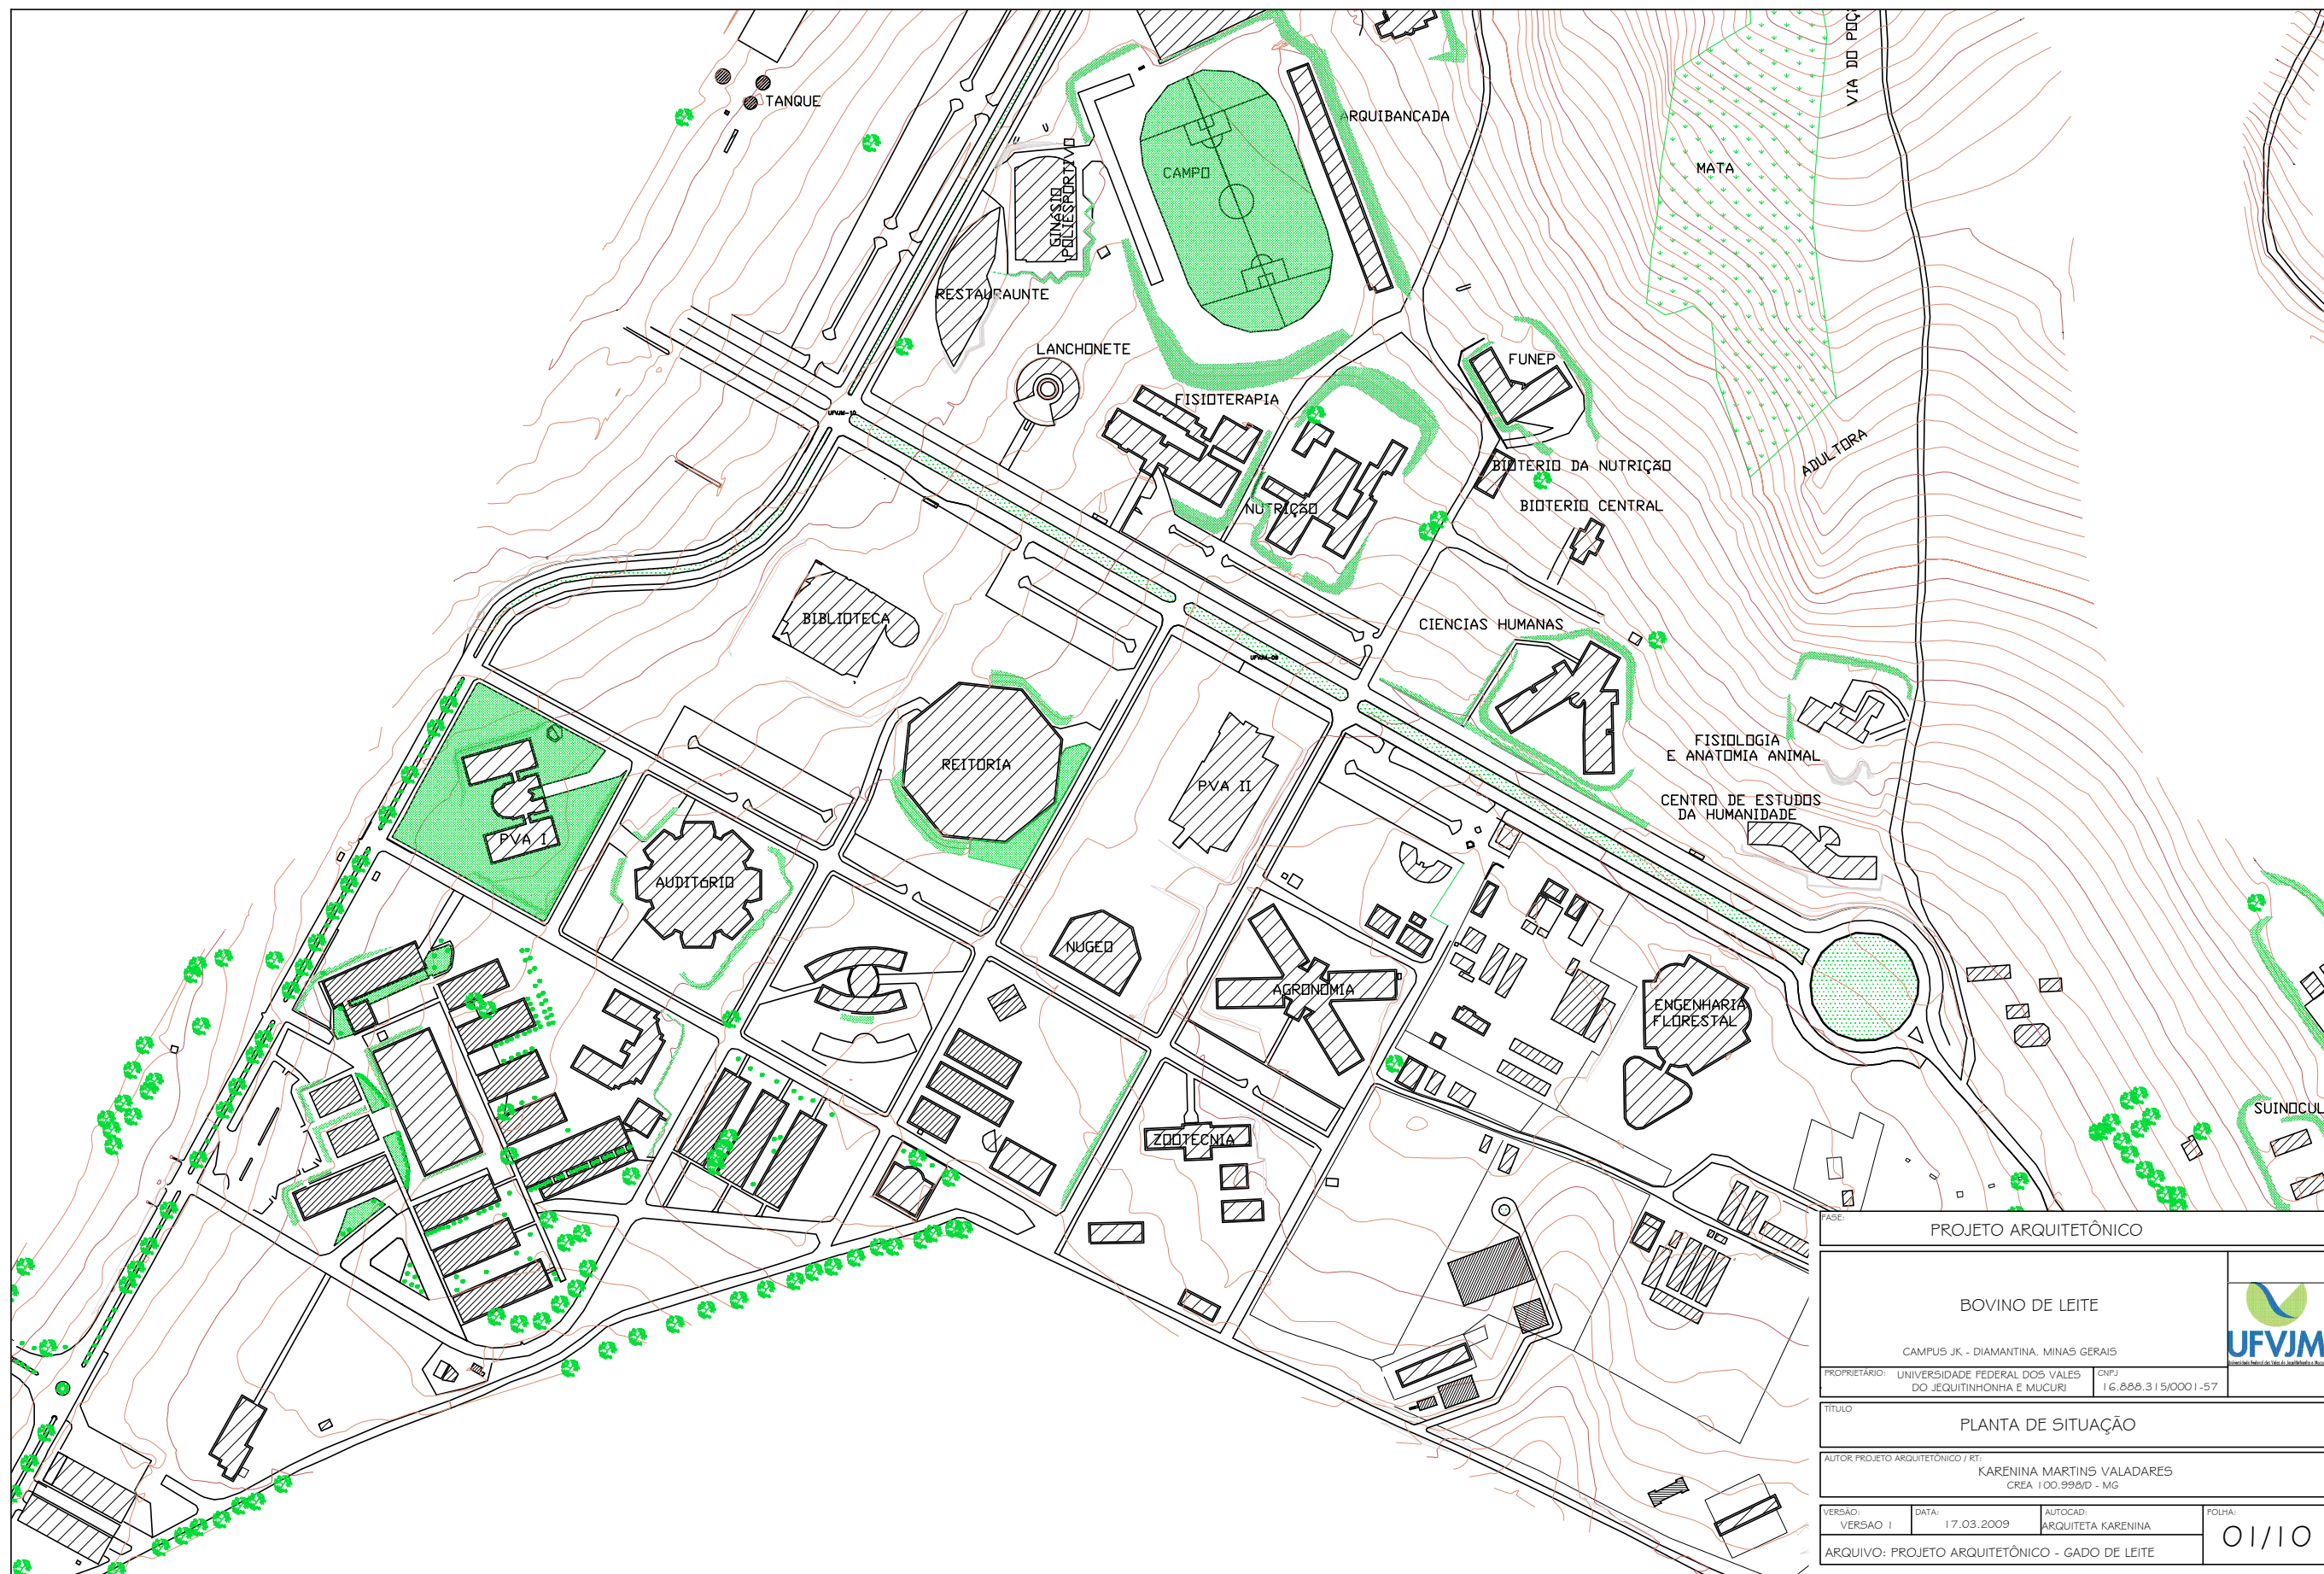 TANQUE
VIA DO POÇ
ARQUIBANCADA
CAMPO
MATA
GINÁSIO
POLIESPORTIVO
RESTAURAUNTE
LANCHONETE
FUNEP
FISIOTERAPIA
UFVJM-10
ADULTORA
BIOTERIO DA NUTRIÇÃO
BIOTERIO CENTRAL
NUTRIÇÃO
BIBLIOTECA
CIENCIAS HUMANAS
UFVJM-09
FISIOLOGIA
E ANATOMIA ANIMAL
REITORIA
PVA II
CENTRO DE ESTUDOS
DA HUMANIDADE
PVA I
AUDITóRIO
NUGEO
AGRONOMIA
ENGENHARIA
FLORESTAL
SUINOCUL
ZOOTECNIA
FASE:
PROJETO ARQUITETÔNICO
BOVINO DE LEITE
CAMPUS JK - DIAMANTINA, MINAS GERAIS
UFVJM
PROPRIETÁRIO: UNIVERSIDADE FEDERAL DOS VALES
DO JEQUITINHONHA E MUCURI
CNPJ
16.888.315/0001-57
TÍTULO
PLANTA DE SITUAÇÃO
AUTOR PROJETO ARQUITETÔNICO / RT:
KARENINA MARTINS VALADARES
CREA 100.998/D - MG
VERSÃO:
VERSAO 1
DATA:
17.03.2009
AUTOCAD:
ARQUITETA KARENINA
FOLHA:
01/10
ARQUIVO: PROJETO ARQUITETÔNICO - GADO DE LEITE